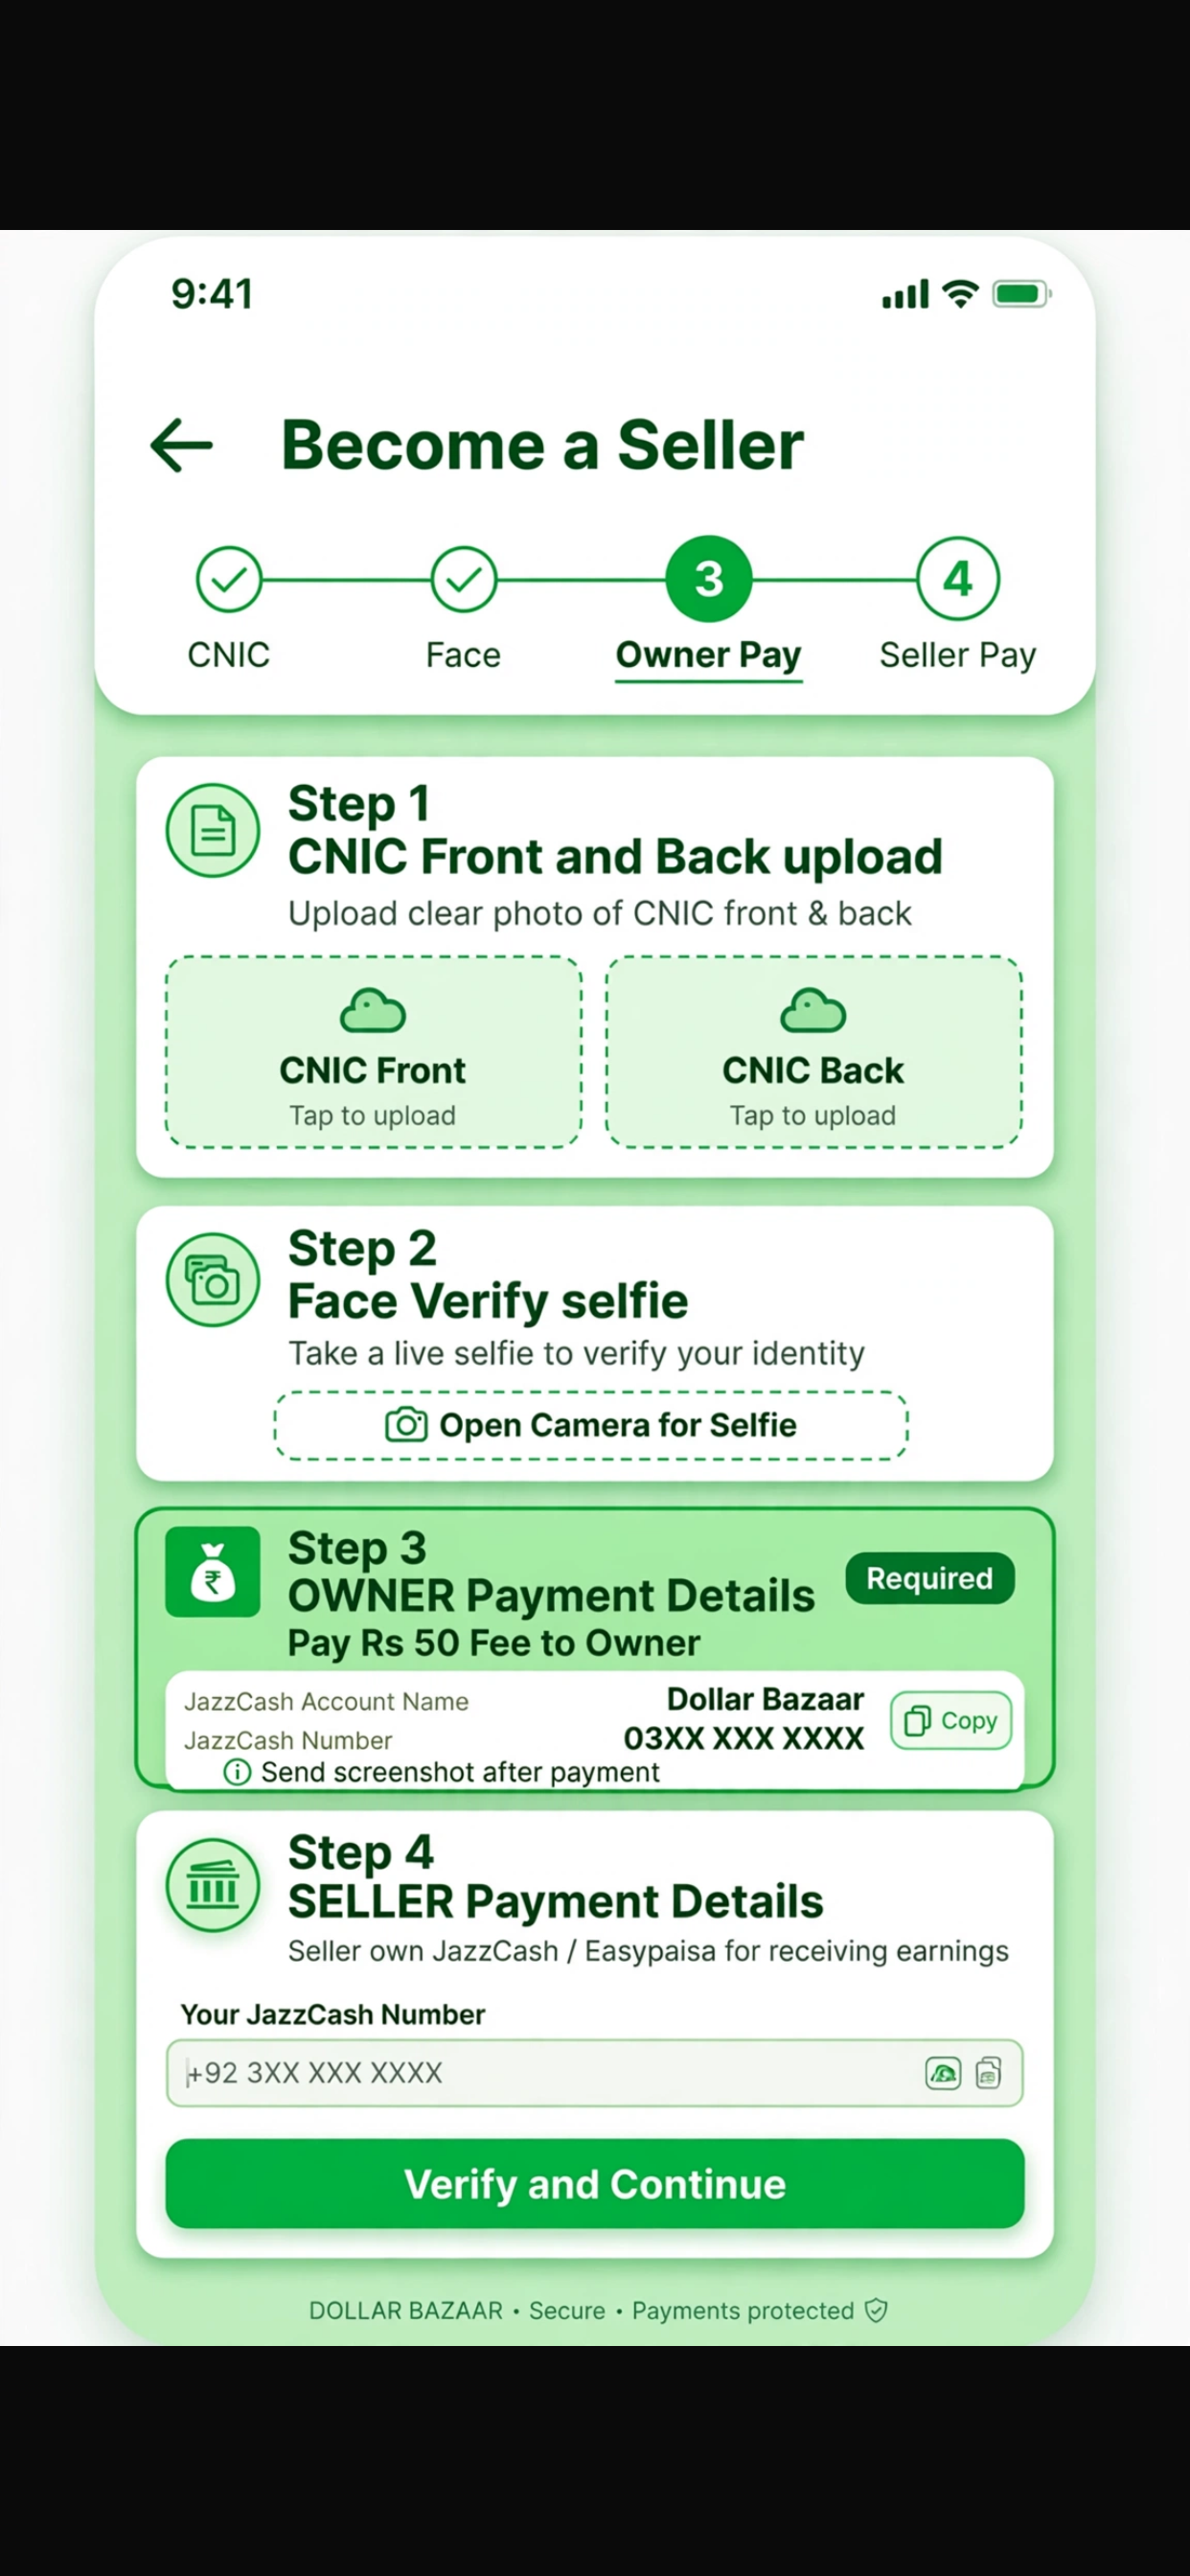 9:41
Become a Seller
3
4
CNIC
Face
Owner Pay
Seller Pay
Step 1
CNIC Front and Back upload
Upload clear photo of CNIC front & back
CNIC Front
Tap to upload
CNIC Back
Tap to upload
Step 2
Face Verify selfie
Take a live selfie to verify your identity
Open Camera for Selfie
₹
Step 3
OWNER Payment Details
Required
Pay Rs 50 Fee to Owner
JazzCash Account Name
Dollar Bazaar
JazzCash Number
03XX XXX XXXX
Copy
Send screenshot after payment
Step 4
SELLER Payment Details
Seller own JazzCash / Easypaisa for receiving earnings
Your JazzCash Number
+92 3XX XXX XXXX
Verify and Continue
DOLLAR BAZAAR • Secure • Payments protected